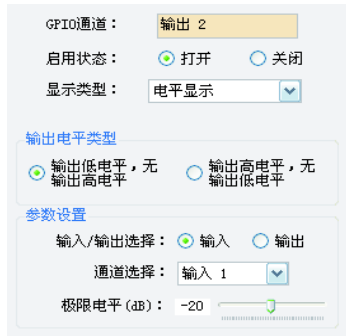 GPIO通道： 输出 2
启用状态： 打开 关闭
显示类型： 电平显示
输出电平类型
输出低电平，无 输出高电平，无
输出高电平 输出低电平
参数设置
输入/输出选择： 输入 输出
通道选择： 输入 1
极限电平(dB)： -20